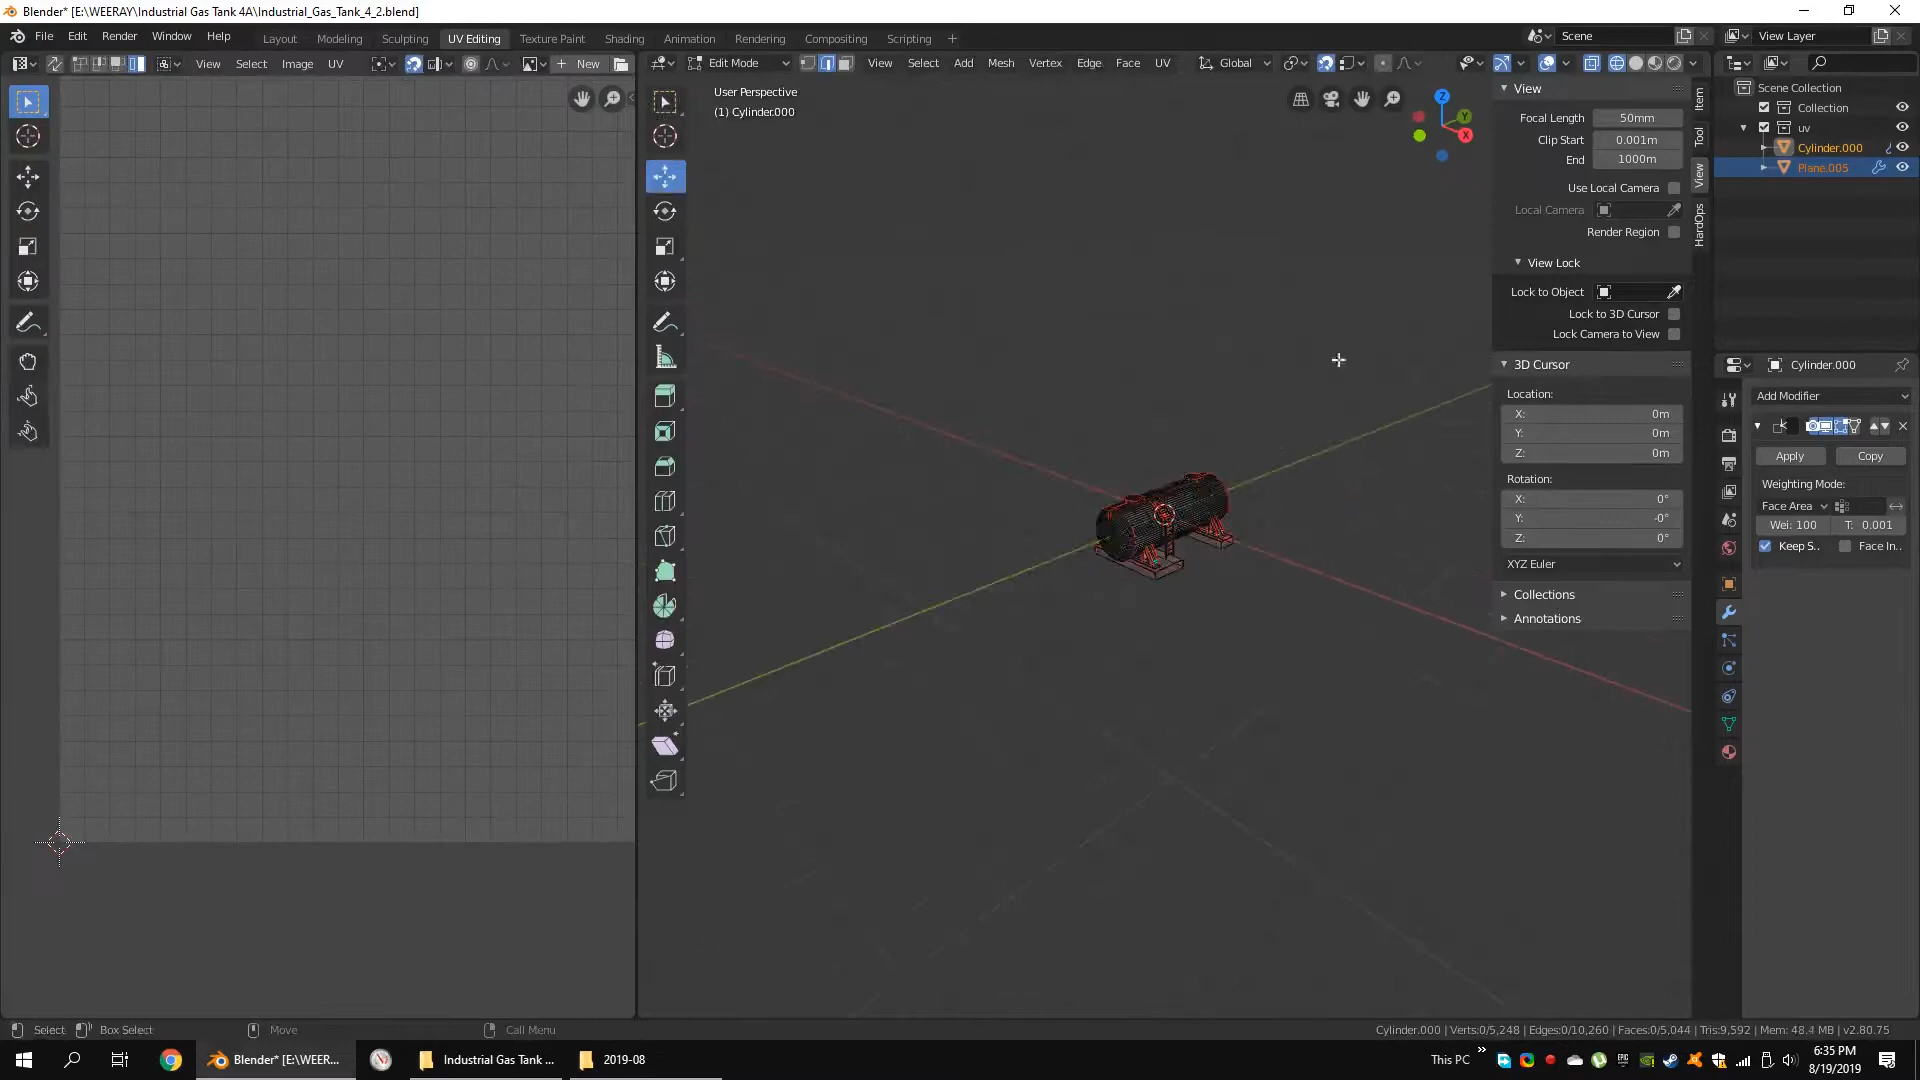 Blender* [E:\WEERAY\Industrial Gas Tank 4A\Industrial_Gas_Tank_4_2.blend]
File Edit Render Window Help Layout Modeling Sculpting UV Editing Texture Paint Shading Animation Rendering Compositing Scripting Scene View Layer
View Select Image UV New
Edit Mode View Select Add Mesh Vertex Edge Face UV Global
User Perspective
(1) Cylinder.000
Z
Y
X
View
Focal Length 50mm
Clip Start 0.001m
End 1000m
Use Local Camera
Local Camera
Render Region
View Lock
Lock to Object
Lock to 3D Cursor
Lock Camera to View
3D Cursor
Location:
X: 0m
Y: 0m
Z: 0m
Rotation:
X: 0°
Y: -0°
Z: 0°
XYZ Euler
Collections
Annotations
Item
Tool
View
HardOps
Scene Collection
Collection
uv
Cylinder.000
Plane.005
Cylinder.000
Add Modifier
Apply Copy
Weighting Mode:
Face Area
Wei: 100 T: 0.001
Keep S.. Face In..
Select Box Select Move Call Menu
Cylinder.000 | Verts:0/5,248 | Edges:0/10,260 | Faces:0/5,044 | Tris:9,592 | Mem: 48.4 MB | v2.80.75
Blender* [E:\WEER... Industrial Gas Tank ... 2019-08 This PC
6:35 PM
8/19/2019